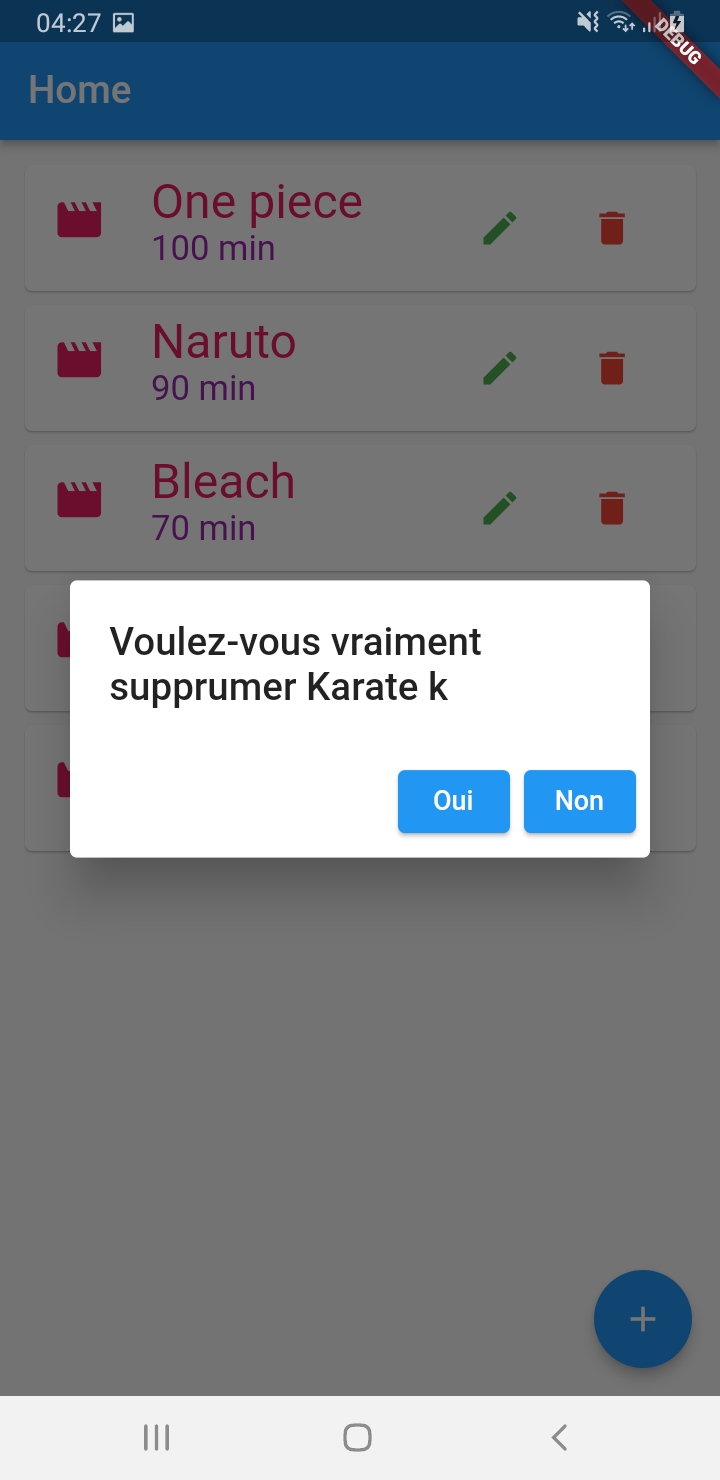 04:27
DEBUG
Home
One piece
100 min
Naruto
90 min
Bleach
70 min
Voulez-vous vraiment
supprumer Karate k
Oui
Non